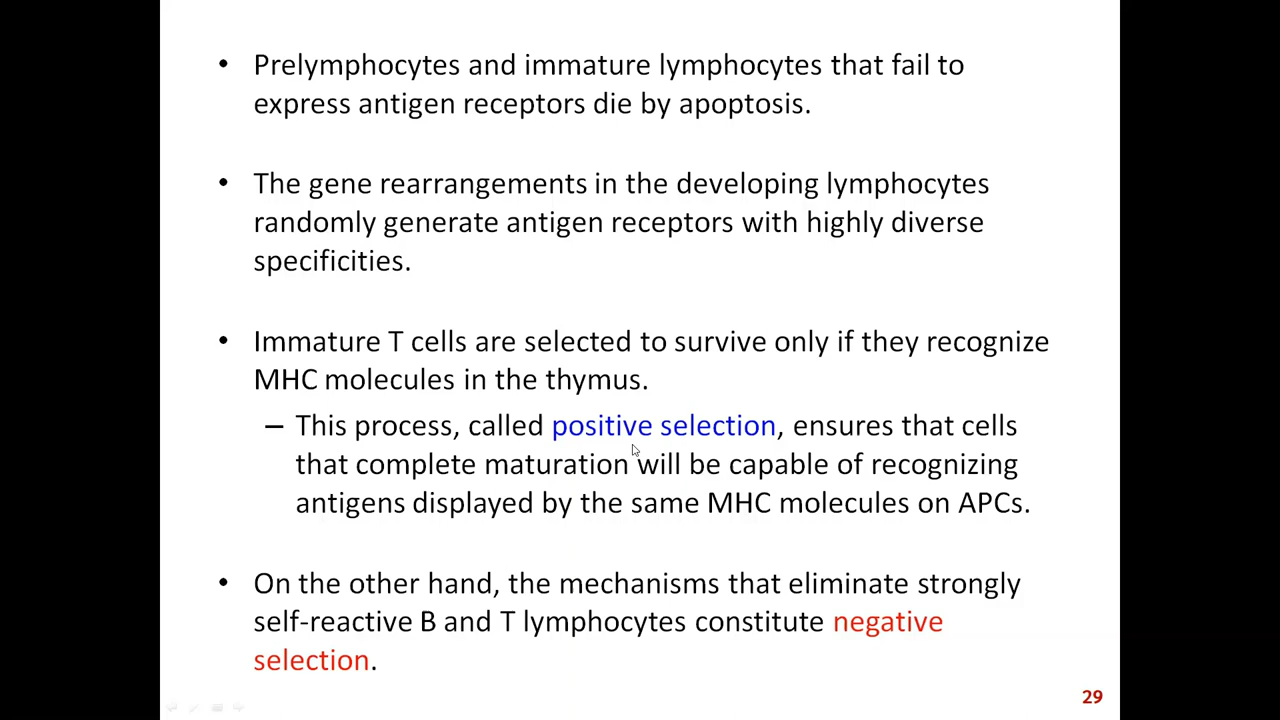 • Prelymphocytes and immature lymphocytes that fail to
express antigen receptors die by apoptosis.
• The gene rearrangements in the developing lymphocytes
randomly generate antigen receptors with highly diverse
specificities.
• Immature T cells are selected to survive only if they recognize
MHC molecules in the thymus.
– This process, called positive selection, ensures that cells
that complete maturation will be capable of recognizing
antigens displayed by the same MHC molecules on APCs.
• On the other hand, the mechanisms that eliminate strongly
self-reactive B and T lymphocytes constitute negative
selection.
29